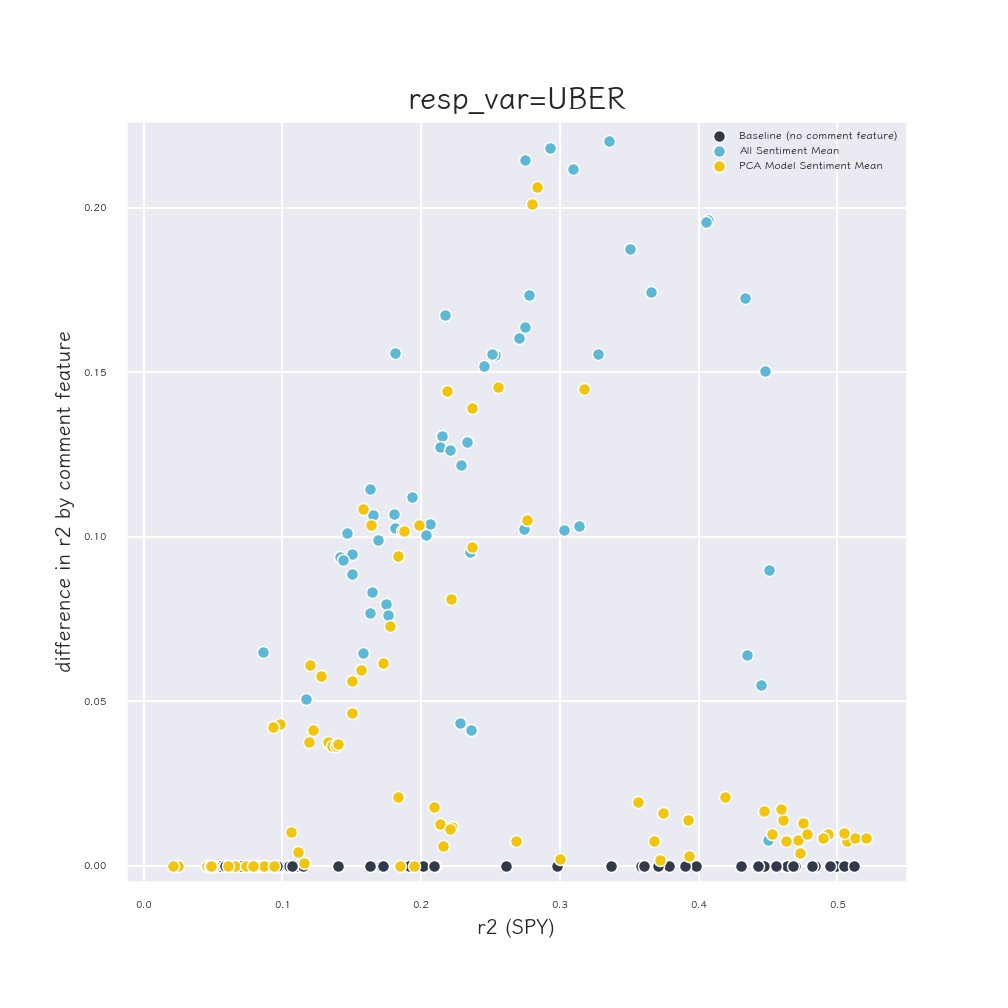 resp_var=UBER
Baseline (no comment feature)
All Sentiment Mean
PCA Model Sentiment Mean
difference in r2 by comment feature
0.20
0.15
0.10
0.05
0.00
0.0 0.1 0.2 0.3 0.4 0.5
r2 (SPY)